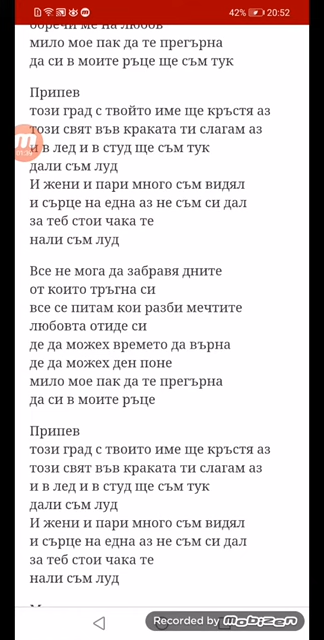 42% 20:52
обречи ме на любов
мило мое пак да те прегърна
да си в моите ръце ще съм тук
Припев
този град с твойто име ще кръстя аз
този свят във краката ти слагам аз
и в лед и в студ ще съм тук
дали съм луд
И жени и пари много съм видял
и сърце на една аз не съм си дал
за теб стои чака те
нали съм луд
Все не мога да забравя дните
от които тръгна си
все се питам кои разби мечтите
любовта отиде си
де да можех времето да върна
де да можех ден поне
мило мое пак да те прегърна
да си в моите ръце
Припев
този град с твоито име ще кръстя аз
този свят във краката ти слагам аз
и в лед и в студ ще съм тук
дали съм луд
И жени и пари много съм видял
и сърце на една аз не съм си дал
за теб стои чака те
нали съм луд
Recorded by mobizen